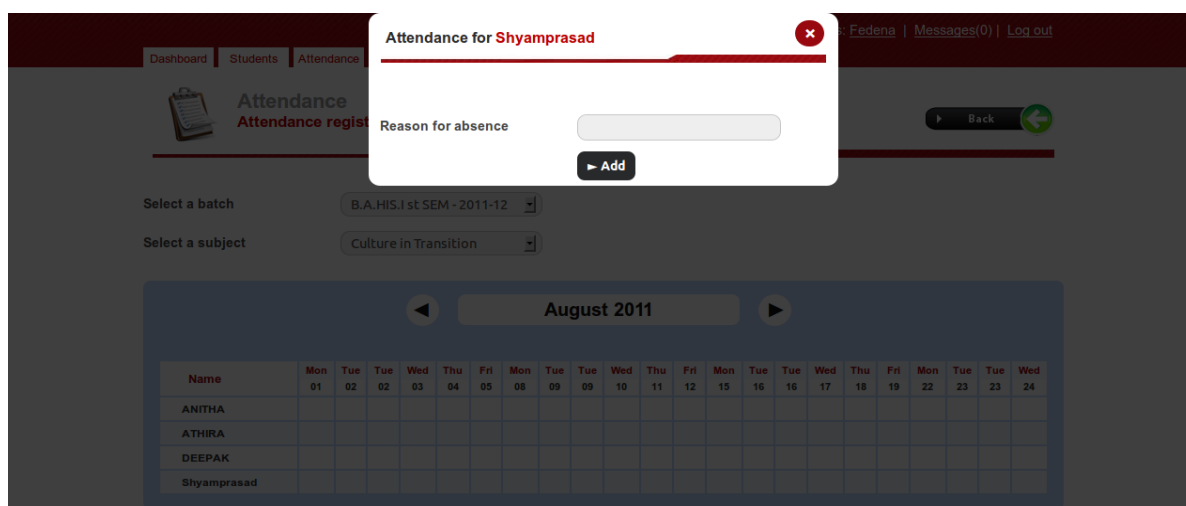 Attendance for Shyamprasad
s: Fedena | Messages(0) | Log out
Dashboard Students Attendance
Attendance
Attendance regist
Back
Reason for absence
► Add
Select a batch B.A.HIS.I st SEM - 2011-12
Select a subject Culture in Transition
August 2011
Name Mon 01 Tue 02 Tue 02 Wed 03 Thu 04 Fri 05 Mon 08 Tue 09 Tue 09 Wed 10 Thu 11 Fri 12 Mon 15 Tue 16 Tue 16 Wed 17 Thu 18 Fri 19 Mon 22 Tue 23 Tue 23 Wed 24
ANITHA
ATHIRA
DEEPAK
Shyamprasad